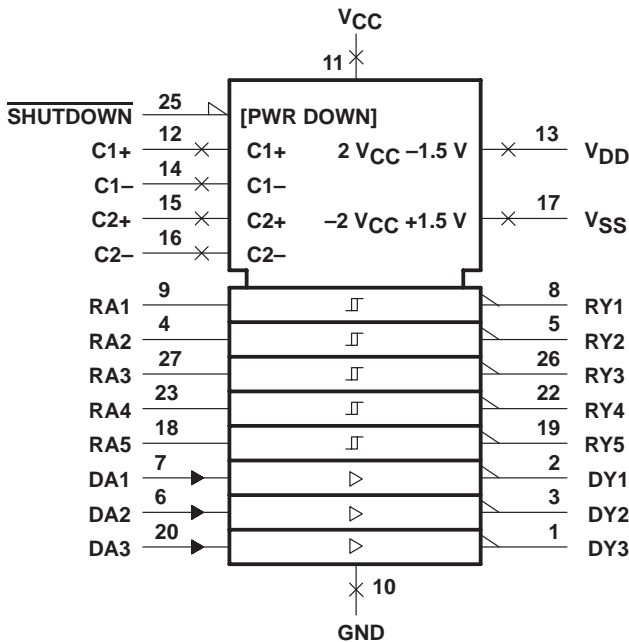 VCC
11
SHUTDOWN 25 [PWR DOWN]
C1+ 12 C1+ 2 VCC –1.5 V 13 VDD
C1– 14 C1–
C2+ 15 C2+ –2 VCC +1.5 V 17 VSS
C2– 16 C2–
RA1 9 8 RY1
RA2 4 5 RY2
RA3 27 26 RY3
RA4 23 22 RY4
RA5 18 19 RY5
DA1 7 2 DY1
DA2 6 3 DY2
DA3 20 1 DY3
10
GND